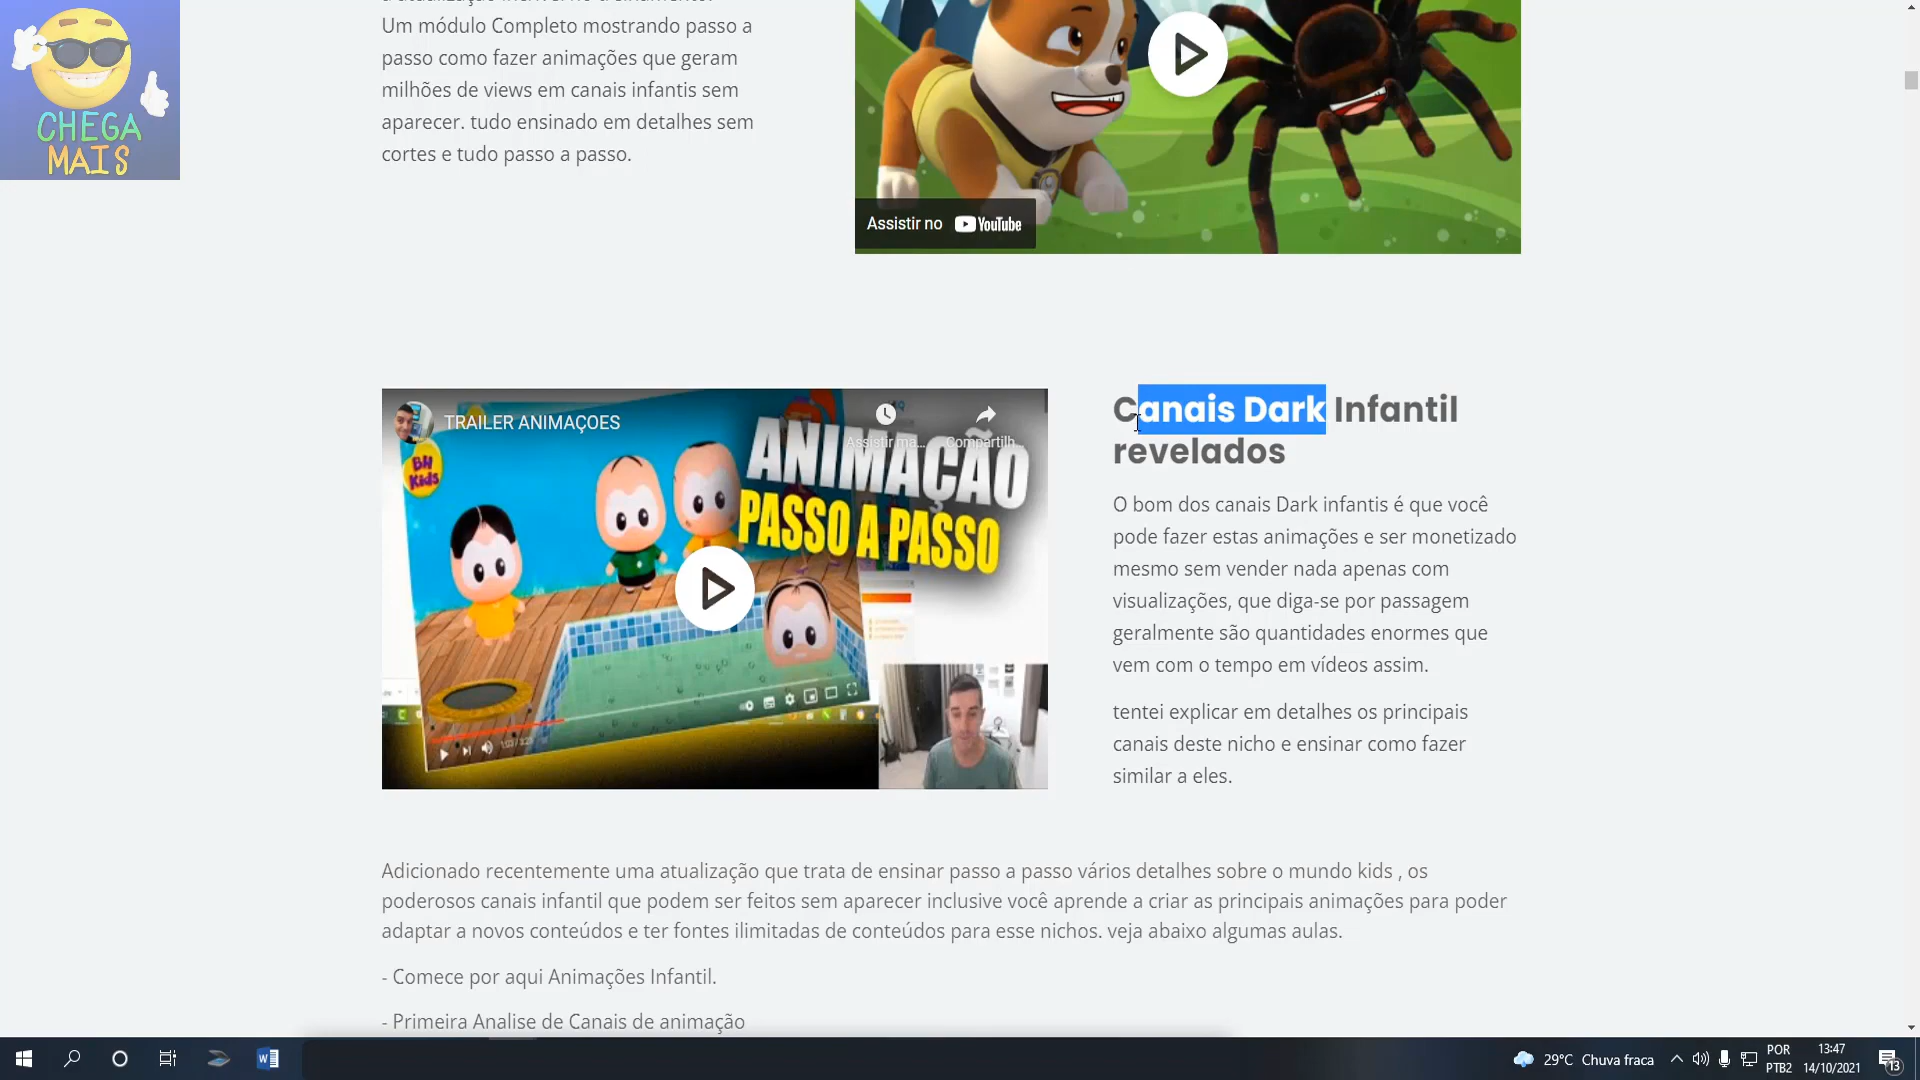 CHEGA
MAIS
Um módulo Completo mostrando passo a
passo como fazer animações que geram
milhões de views em canais infantis sem
aparecer. tudo ensinado em detalhes sem
cortes e tudo passo a passo.
Assistir no YouTube
TRAILER ANIMAÇOES
Assistir ma...
Compartilh...
BH
Kids
ANIMAÇÃO
PASSO A PASSO
Canais Dark Infantil
revelados
O bom dos canais Dark infantis é que você
pode fazer estas animações e ser monetizado
mesmo sem vender nada apenas com
visualizações, que diga-se por passagem
geralmente são quantidades enormes que
vem com o tempo em vídeos assim.
tentei explicar em detalhes os principais
canais deste nicho e ensinar como fazer
similar a eles.
Adicionado recentemente uma atualização que trata de ensinar passo a passo vários detalhes sobre o mundo kids , os
poderosos canais infantil que podem ser feitos sem aparecer inclusive você aprende a criar as principais animações para poder
adaptar a novos conteúdos e ter fontes ilimitadas de conteúdos para esse nichos. veja abaixo algumas aulas.
- Comece por aqui Animações Infantil.
- Primeira Analise de Canais de animação
29°C Chuva fraca
POR
PTB2
13:47
14/10/2021
13